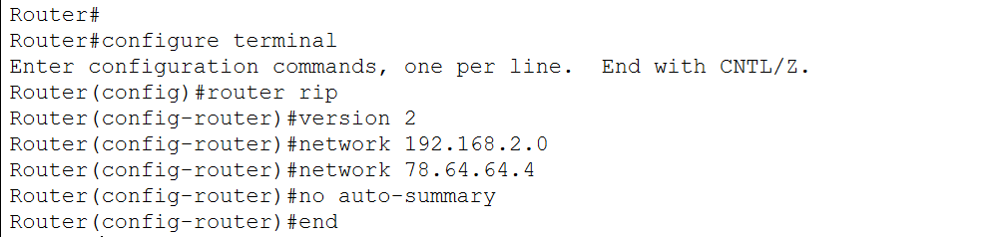 Router#
Router#configure terminal
Enter configuration commands, one per line.  End with CNTL/Z.
Router(config)#router rip
Router(config-router)#version 2
Router(config-router)#network 192.168.2.0
Router(config-router)#network 78.64.64.4
Router(config-router)#no auto-summary
Router(config-router)#end